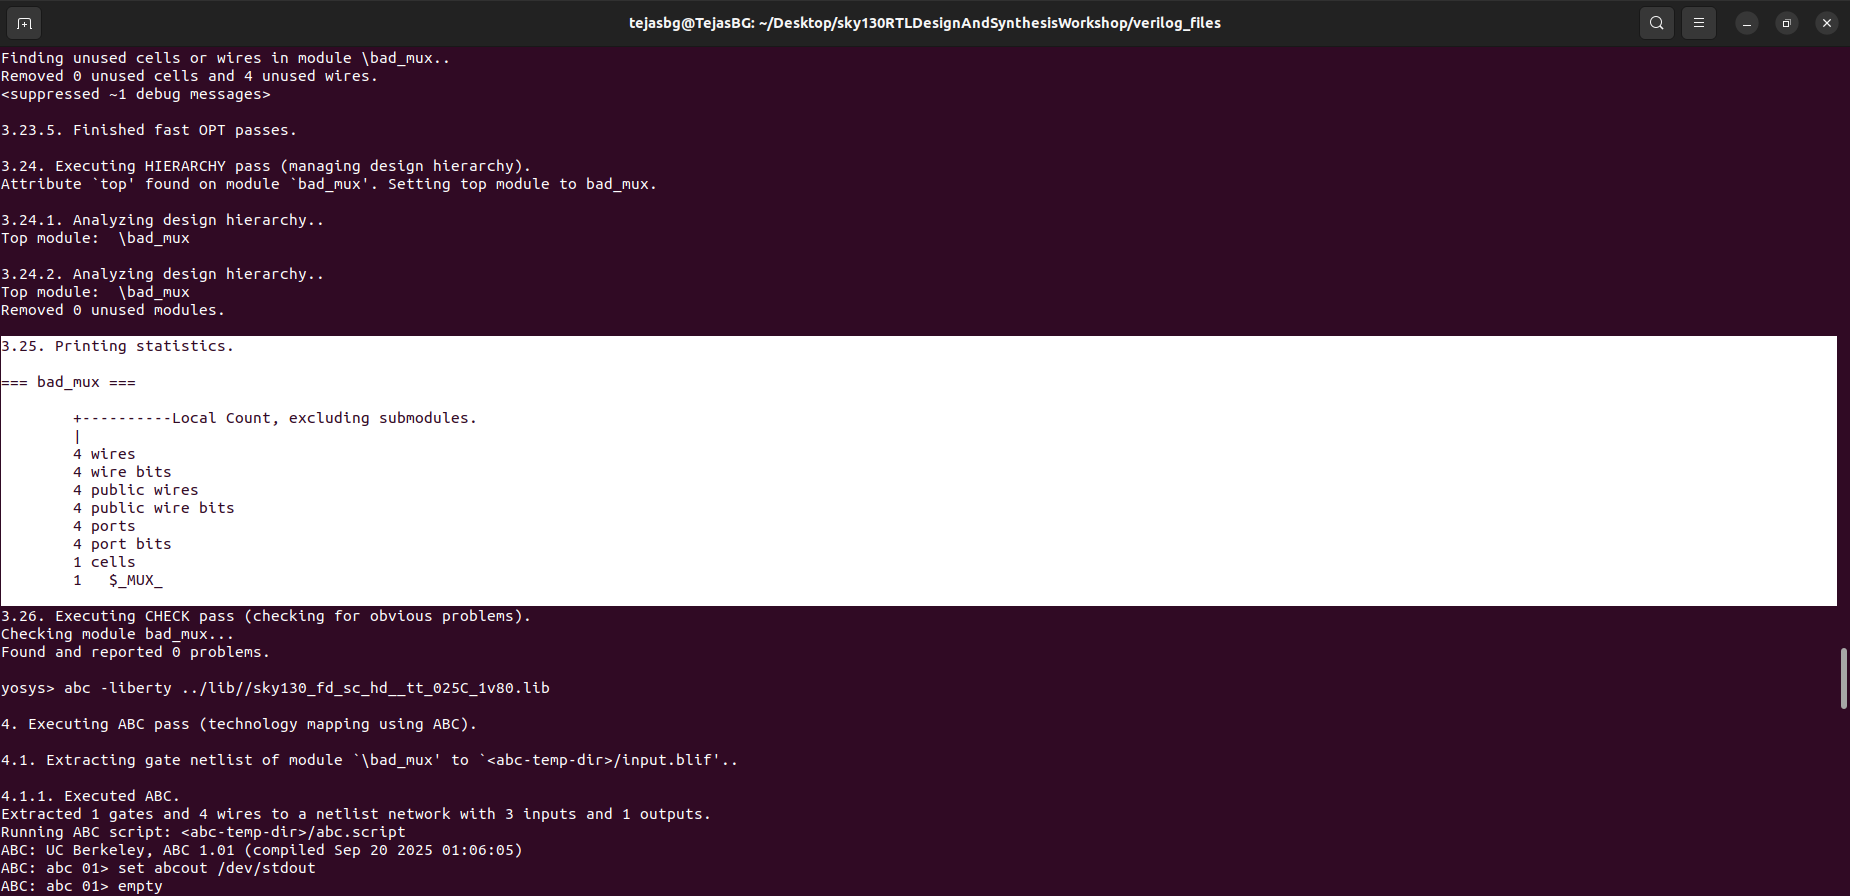 tejasbg@TejasBG: ~/Desktop/sky130RTLDesignAndSynthesisWorkshop/verilog_files
Finding unused cells or wires in module \bad_mux..
Removed 0 unused cells and 4 unused wires.
<suppressed ~1 debug messages>
3.23.5. Finished fast OPT passes.
3.24. Executing HIERARCHY pass (managing design hierarchy).
Attribute `top' found on module `bad_mux'. Setting top module to bad_mux.
3.24.1. Analyzing design hierarchy..
Top module:  \bad_mux
3.24.2. Analyzing design hierarchy..
Top module:  \bad_mux
Removed 0 unused modules.
3.25. Printing statistics.
=== bad_mux ===
+----------Local Count, excluding submodules.
|
4 wires
4 wire bits
4 public wires
4 public wire bits
4 ports
4 port bits
1 cells
1   $_MUX_
3.26. Executing CHECK pass (checking for obvious problems).
Checking module bad_mux...
Found and reported 0 problems.
yosys> abc -liberty ../lib//sky130_fd_sc_hd__tt_025C_1v80.lib
4. Executing ABC pass (technology mapping using ABC).
4.1. Extracting gate netlist of module `\bad_mux' to `<abc-temp-dir>/input.blif'..
4.1.1. Executed ABC.
Extracted 1 gates and 4 wires to a netlist network with 3 inputs and 1 outputs.
Running ABC script: <abc-temp-dir>/abc.script
ABC: UC Berkeley, ABC 1.01 (compiled Sep 20 2025 01:06:05)
ABC: abc 01> set abcout /dev/stdout
ABC: abc 01> empty